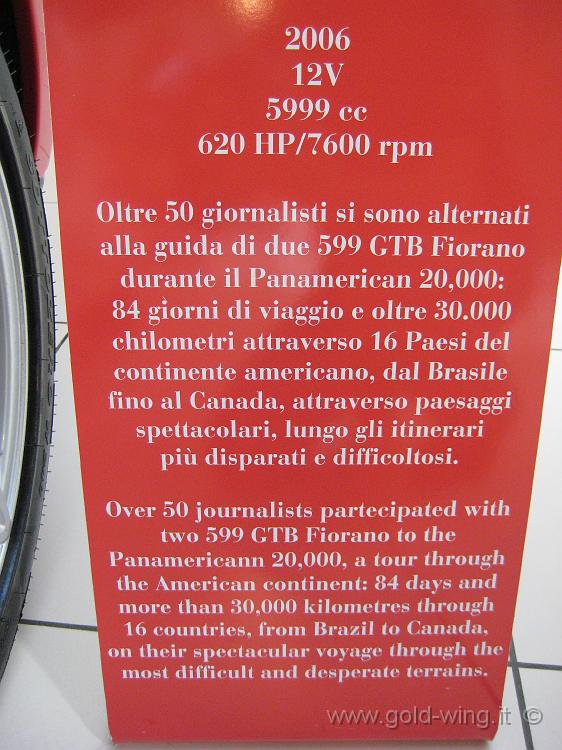 2006
12V
5999 cc
620 HP/7600 rpm
Oltre 50 giornalisti si sono alternati
alla guida di due 599 GTB Fiorano
durante il Panamerican 20,000:
84 giorni di viaggio e oltre 30.000
chilometri attraverso 16 Paesi del
continente americano, dal Brasile
fino al Canada, attraverso paesaggi
spettacolari, lungo gli itinerari
più disparati e difficoltosi.
Over 50 journalists partecipated with
two 599 GTB Fiorano to the
Panamericann 20,000, a tour through
the American continent: 84 days and
more than 30,000 kilometres through
16 countries, from Brazil to Canada,
on their spectacular voyage through the
most difficult and desperate terrains.
www.gold-wing.it ©